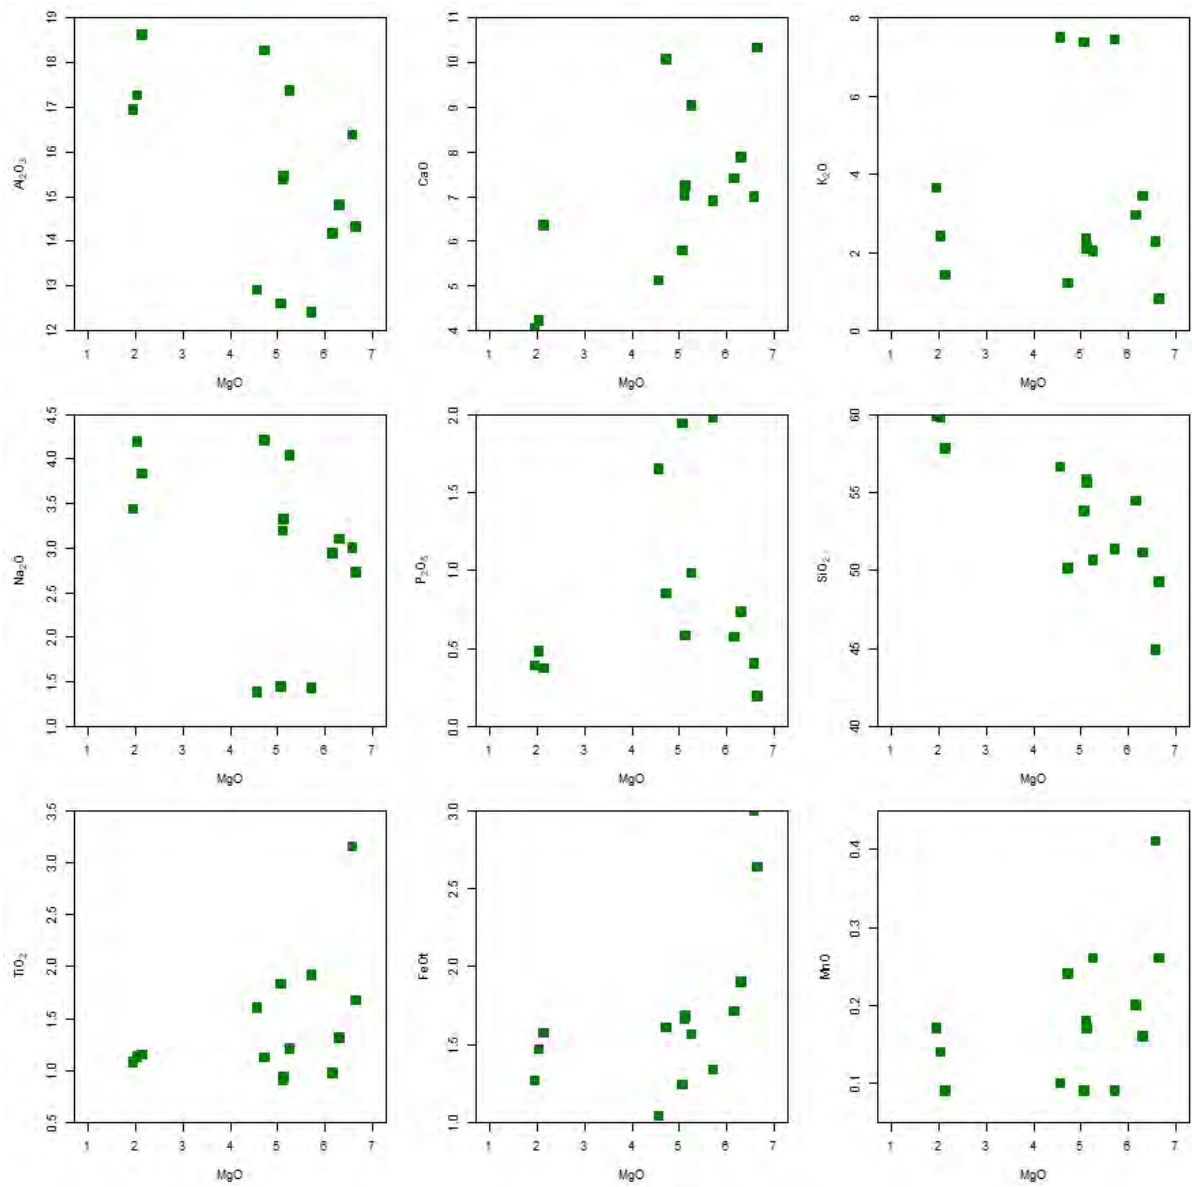 Al₂O₃
12 13 14 15 16 17 18 19
1 2 3 4 5 6 7
MgO
CaO
4 5 6 7 8 9 10 11
1 2 3 4 5 6 7
MgO
K₂O
0 2 4 6 8
1 2 3 4 5 6 7
MgO
Na₂O
1.0 1.5 2.0 2.5 3.0 3.5 4.0 4.5
1 2 3 4 5 6 7
MgO
P₂O₅
0.0 0.5 1.0 1.5 2.0
1 2 3 4 5 6 7
MgO
SiO₂
40 45 50 55 60
1 2 3 4 5 6 7
MgO
TiO₂
0.5 1.0 1.5 2.0 2.5 3.0 3.5
1 2 3 4 5 6 7
MgO
FeOt
1.0 1.5 2.0 2.5 3.0
1 2 3 4 5 6 7
MgO
MnO
0.1 0.2 0.3 0.4
1 2 3 4 5 6 7
MgO